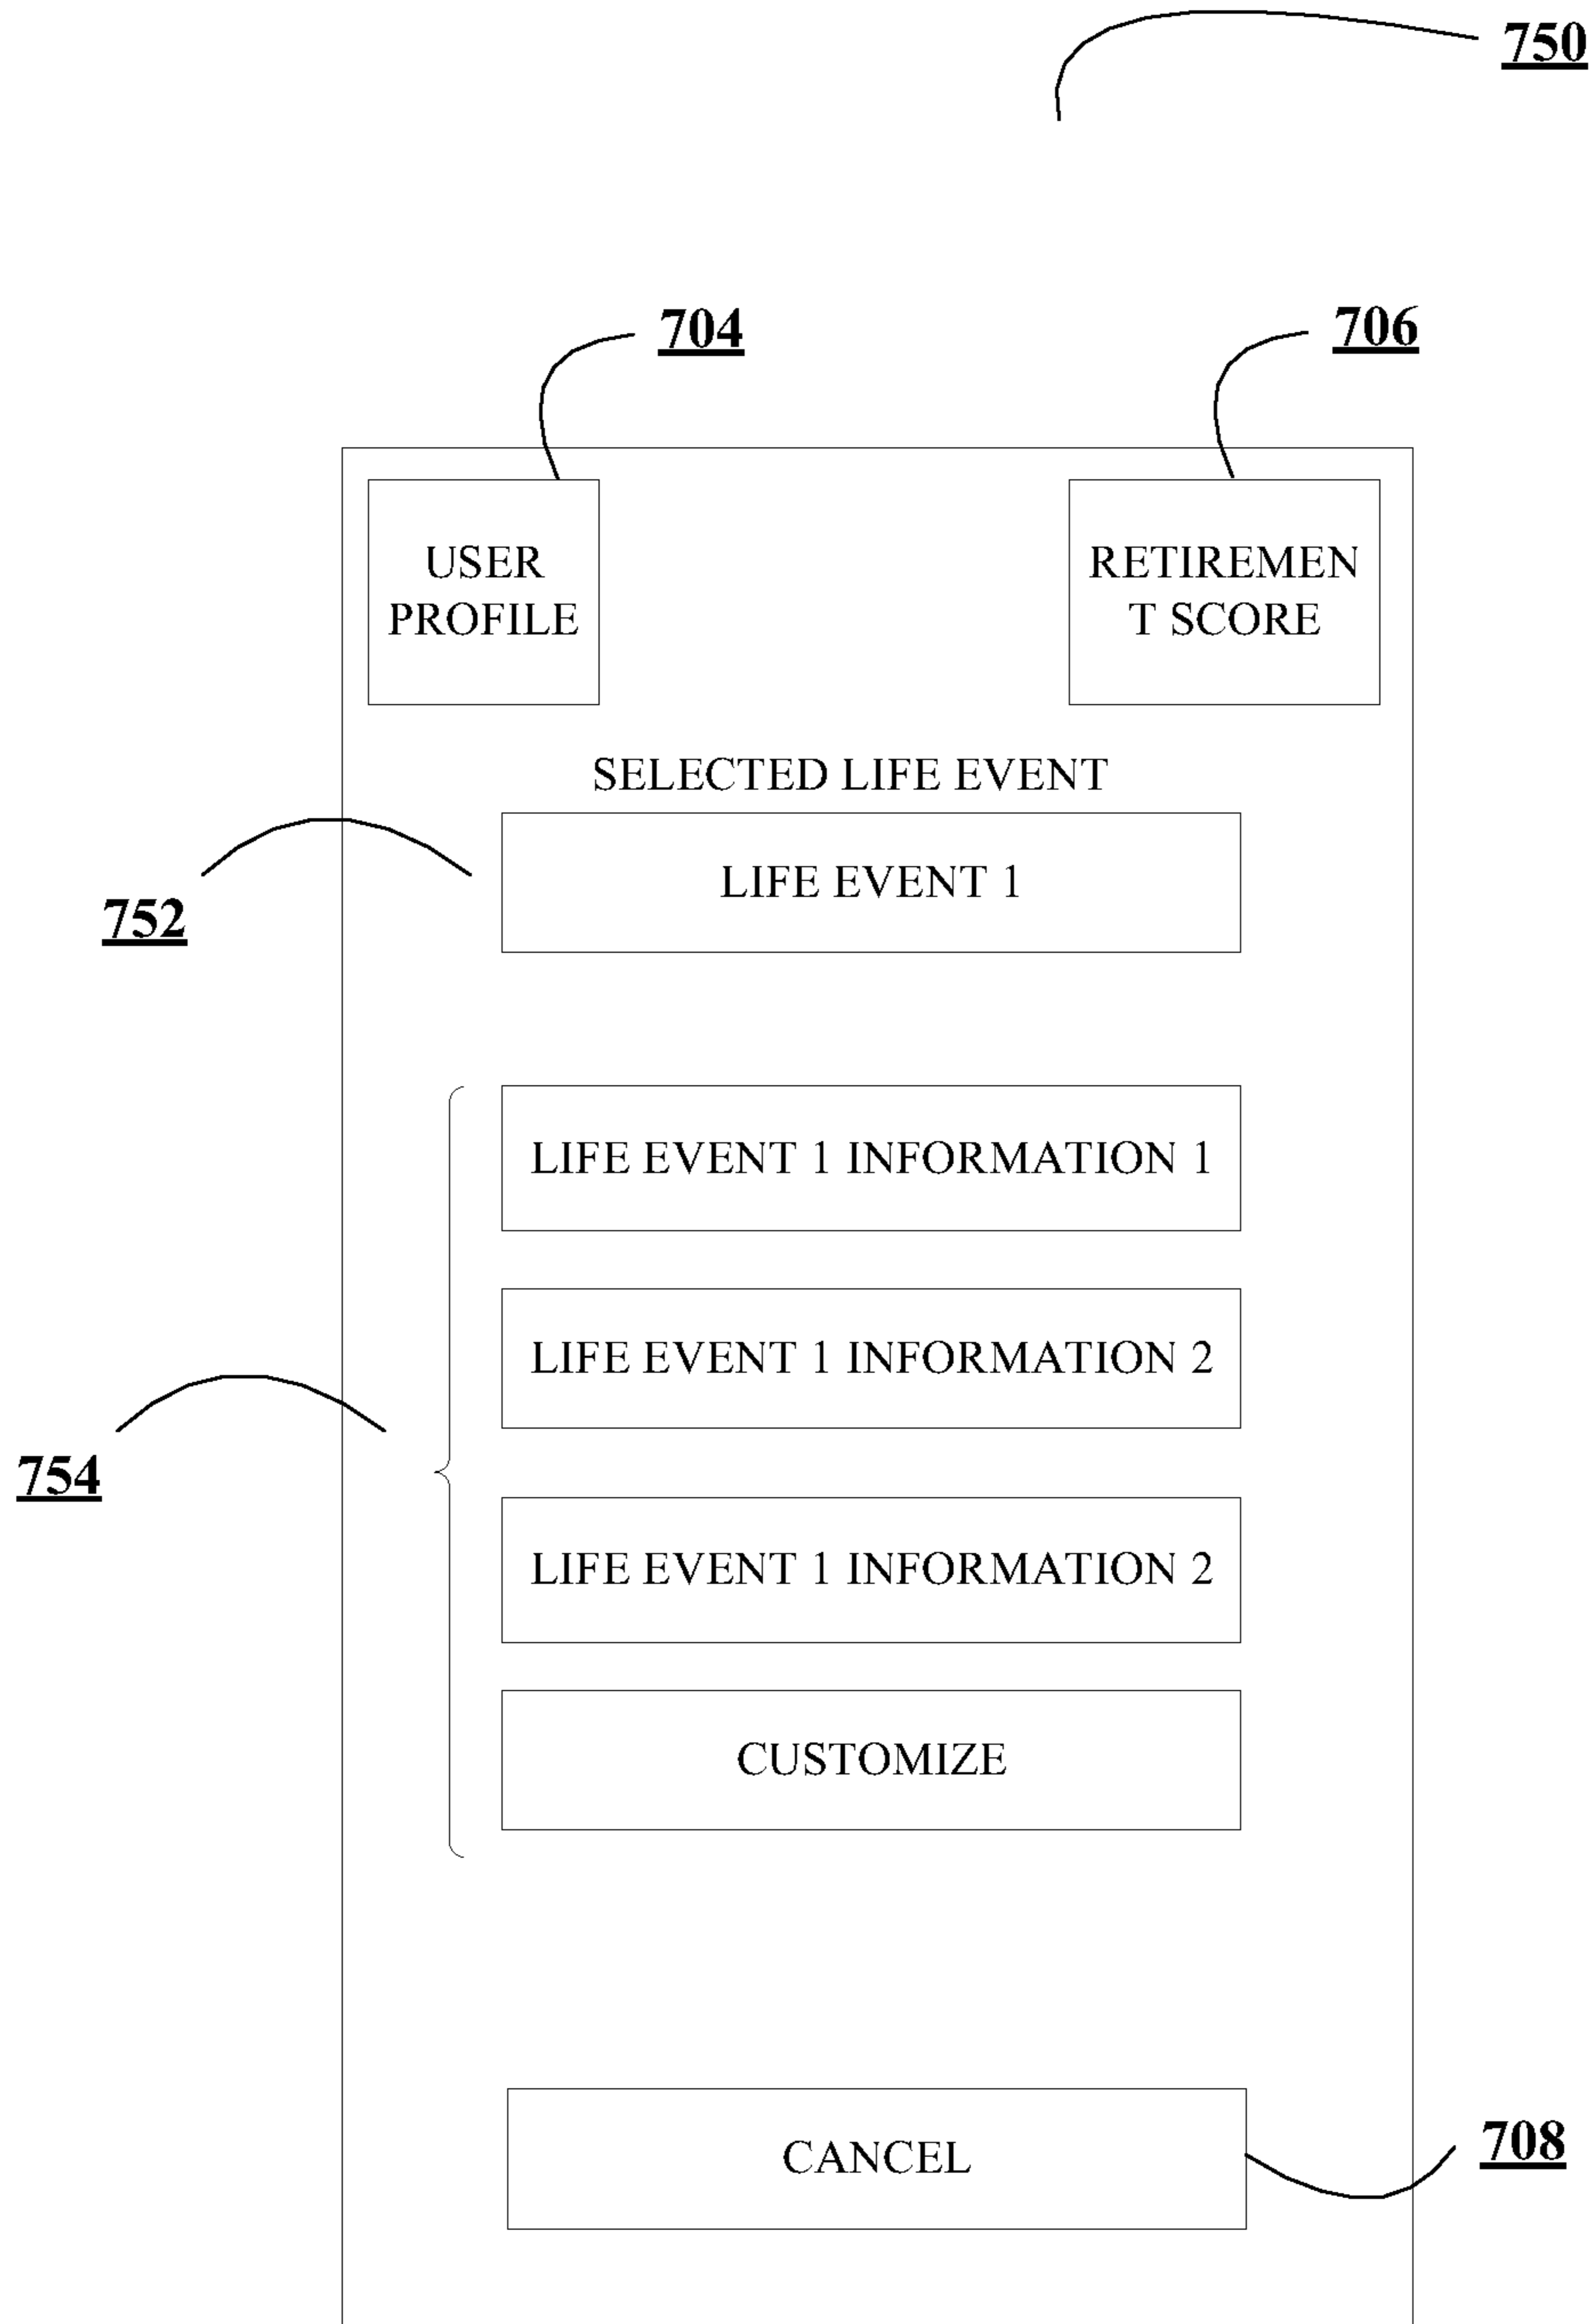 750
704
706
USER
PROFILE
RETIREMEN
T SCORE
SELECTED LIFE EVENT
LIFE EVENT 1
752
LIFE EVENT 1 INFORMATION 1
LIFE EVENT 1 INFORMATION 2
754
LIFE EVENT 1 INFORMATION 2
CUSTOMIZE
CANCEL
708